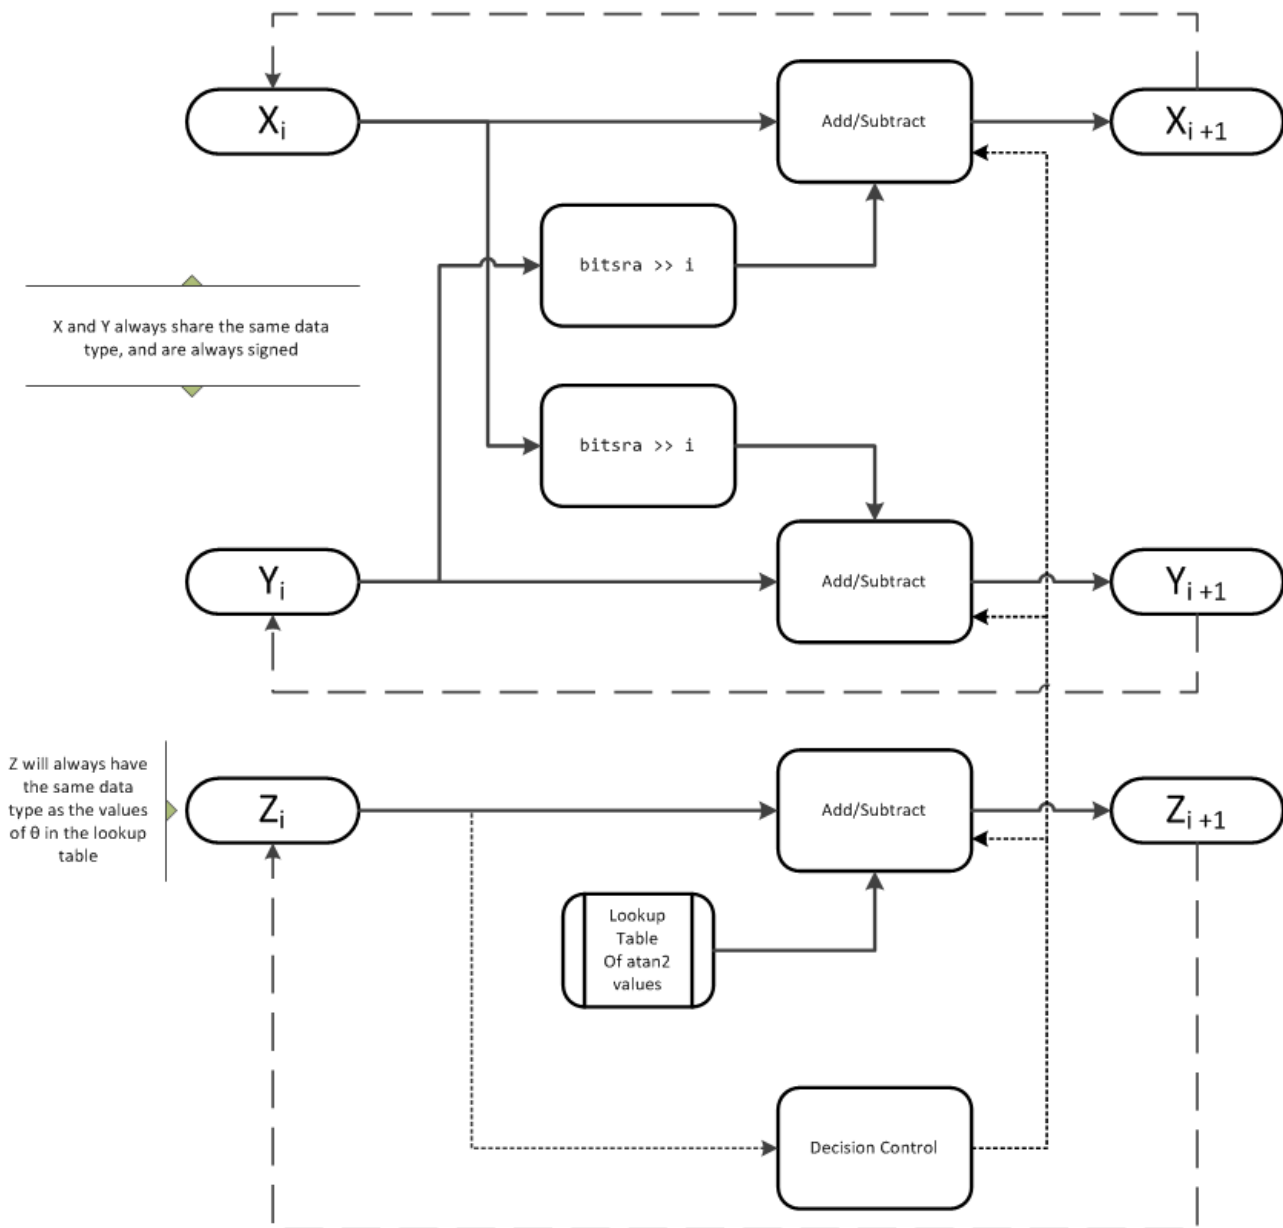 Xᵢ
Add/Subtract
Xᵢ ₊₁
bitsra >> i
X and Y always share the same data
type, and are always signed
bitsra >> i
Yᵢ
Add/Subtract
Yᵢ₊₁
Z will always have
the same data
type as the values
of θ in the lookup
table
Zᵢ
Add/Subtract
Zᵢ₊₁
Lookup
Table
Of atan2
values
Decision Control